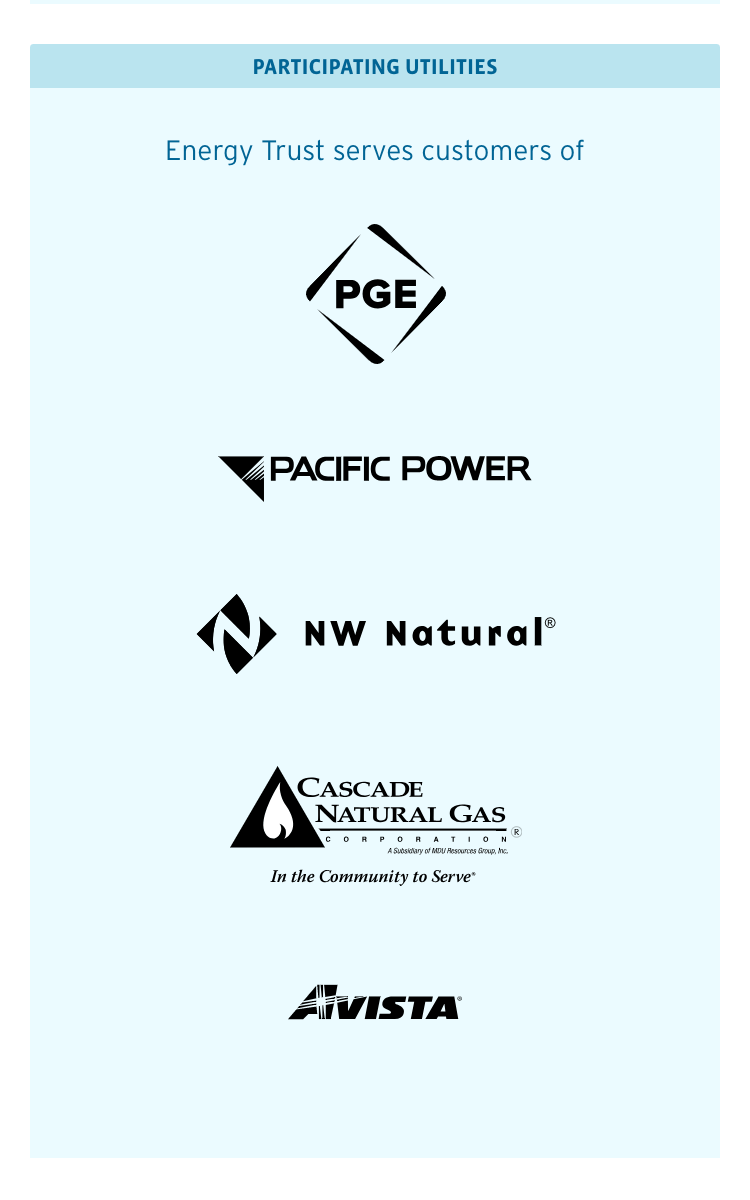 PARTICIPATING UTILITIES
Energy Trust serves customers of
PGE
PACIFIC POWER
NW Natural®
CASCADE
NATURAL GAS
CORPORATION ®
A Subsidiary of MDU Resources Group, Inc.
In the Community to Serve®
AVISTA®